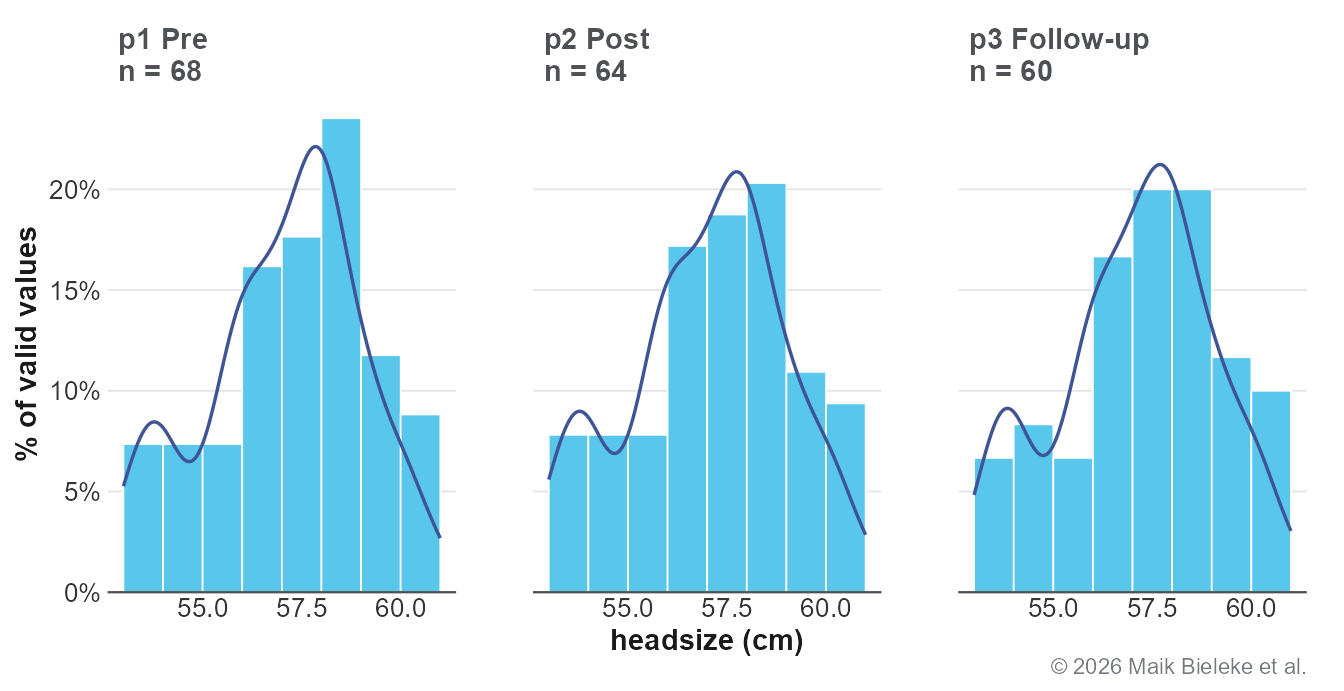 p1 Pre
n = 68
p2 Post
n = 64
p3 Follow-up
n = 60
% of valid values
20%
15%
10%
5%
0%
55.0 57.5 60.0
55.0 57.5 60.0
55.0 57.5 60.0
headsize (cm)
© 2026 Maik Bieleke et al.